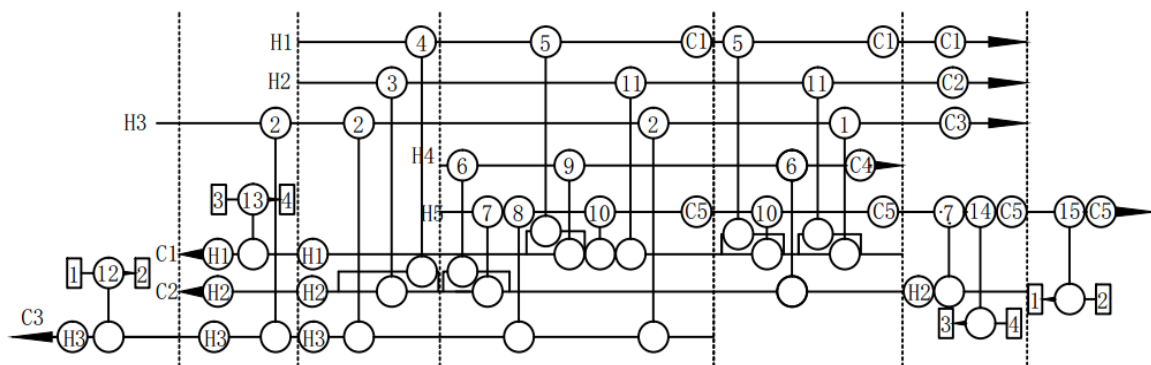 H1 4 5 C1 5 C1 C1
H2 3 11 11 C2
H3 2 2 2 1 C3
H4 6 9 6 C4
3 13 4 H5 7 8 10 C5 10 C5 7 14 C5 15 C5
C1 H1 H1
1 12 2 C2 H2 H2 H2 1 2
C3 H3 H3 H3 3 4